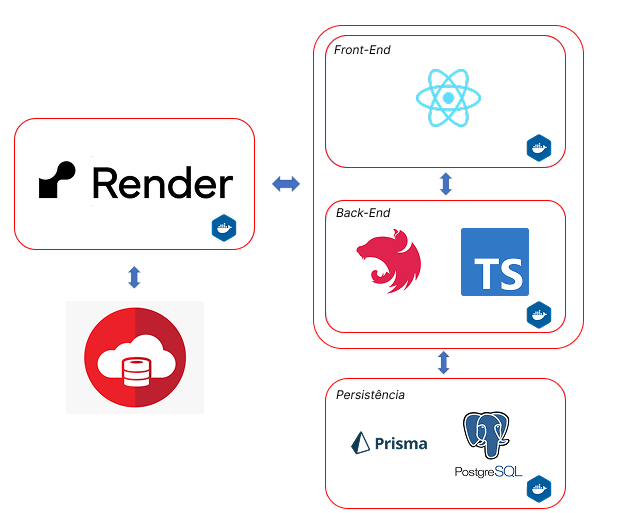 Front-End
Render
Back-End
TS
Persistência
Prisma
PostgreSQL